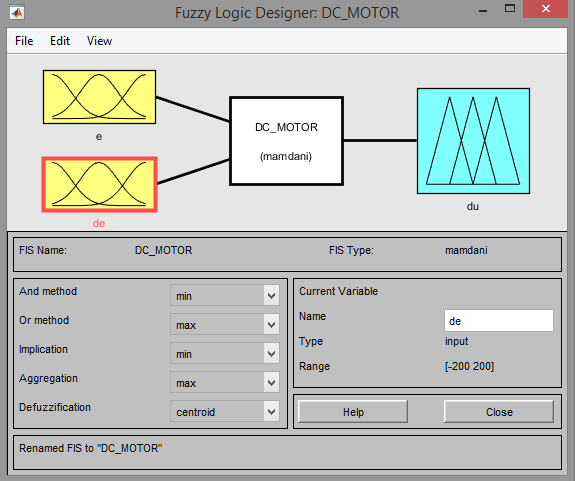 Fuzzy Logic Designer: DC_MOTOR
File Edit View
e
de
DC_MOTOR
(mamdani)
du
FIS Name: DC_MOTOR FIS Type: mamdani
And method min
Or method max
Implication min
Aggregation max
Defuzzification centroid
Current Variable
Name de
Type input
Range [-200 200]
Help Close
Renamed FIS to "DC_MOTOR"